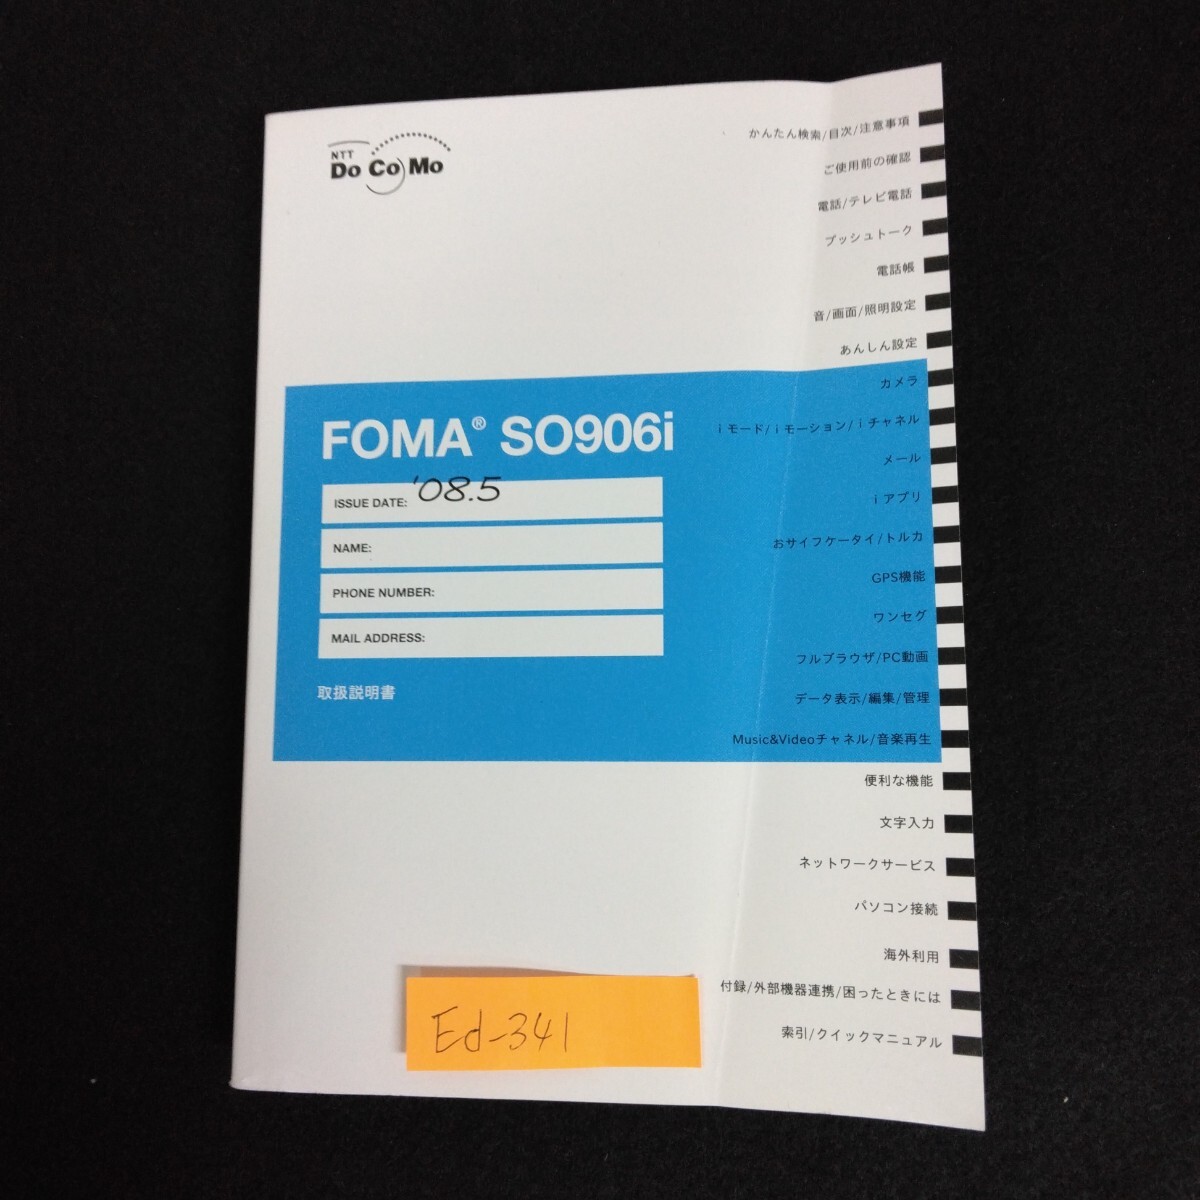 NTT
Do Co Mo
かんたん検索/目次/注意事項
ご使用前の確認
電話/テレビ電話
プッシュトーク
電話帳
音/画面/照明設定
あんしん設定
カメラ
iモード/iモーション/iチャネル
メール
iアプリ
おサイフケータイ/トルカ
GPS機能
ワンセグ
フルブラウザ/PC動画
データ表示/編集/管理
Music&Videoチャネル/音楽再生
便利な機能
文字入力
ネットワークサービス
パソコン接続
海外利用
付録/外部機器連携/困ったときには
索引/クイックマニュアル
FOMA® SO906i
ISSUE DATE: '08.5
NAME:
PHONE NUMBER:
MAIL ADDRESS:
取扱説明書
Ed-341